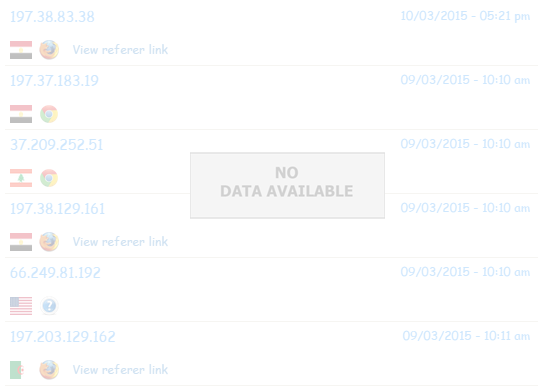 197.38.83.38 10/03/2015 - 05:21 pm
View referer link
197.37.183.19 09/03/2015 - 10:10 am
37.209.252.51 09/03/2015 - 10:10 am
NO
DATA AVAILABLE
197.38.129.161 09/03/2015 - 10:10 am
View referer link
66.249.81.192 09/03/2015 - 10:10 am
?
197.203.129.162 09/03/2015 - 10:11 am
View referer link